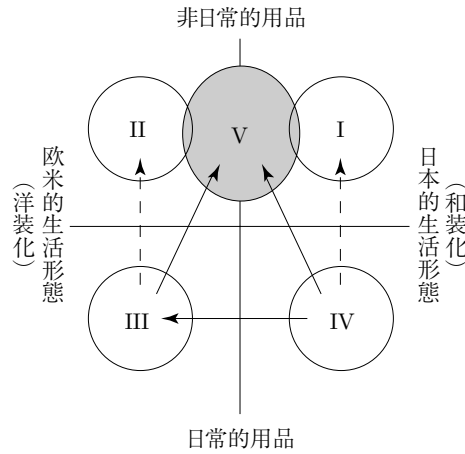 非日常的用品
II
V
I
欧米的生活形態
（洋装化）
日本的生活形態
（和装化）
III
IV
日常的用品